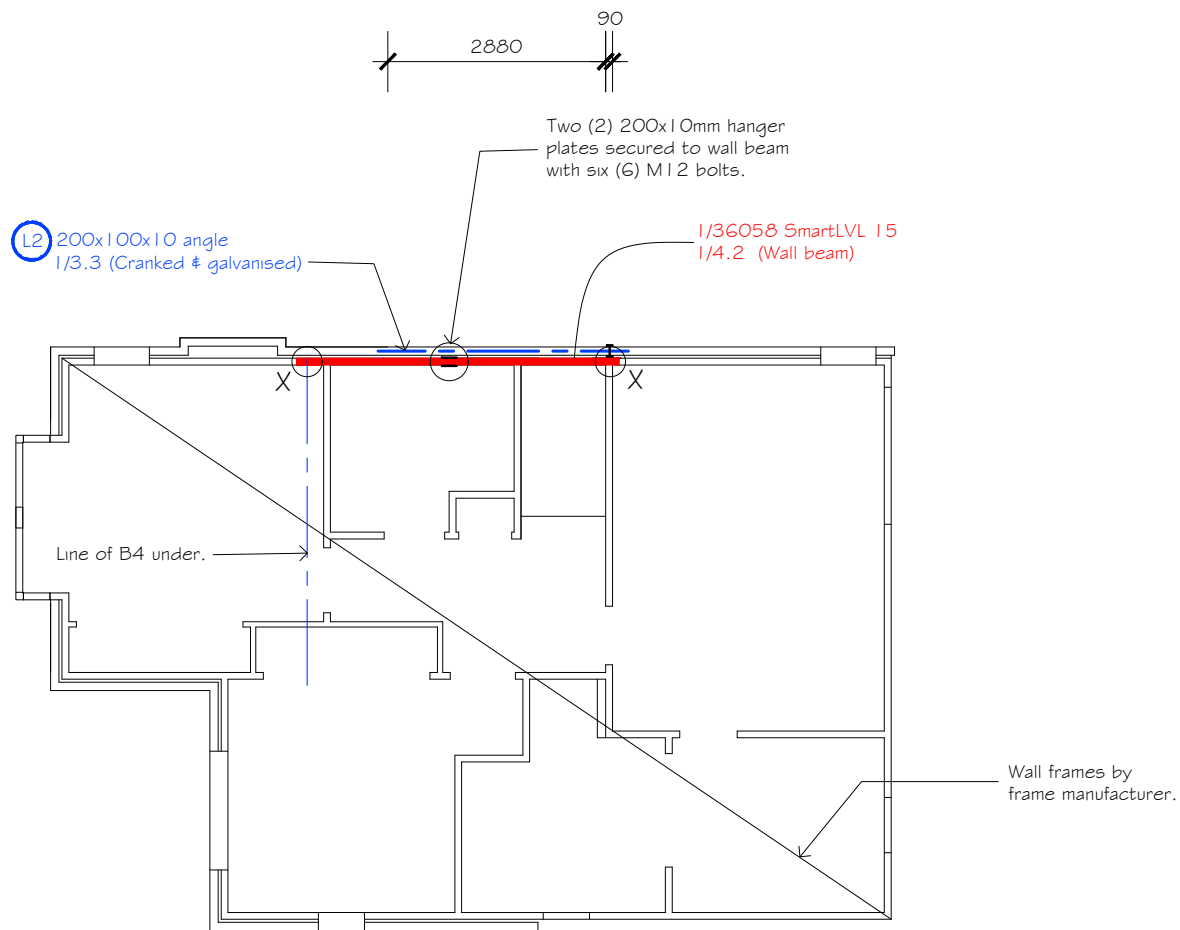 90
2880
Two (2) 200x10mm hanger
plates secured to wall beam
with six (6) M12 bolts.
L2
200x100x10 angle
1/3.3 (Cranked & galvanised)
1/36058 SmartLVL 15
1/4.2 (Wall beam)
X
X
Line of B4 under.
Wall frames by
frame manufacturer.